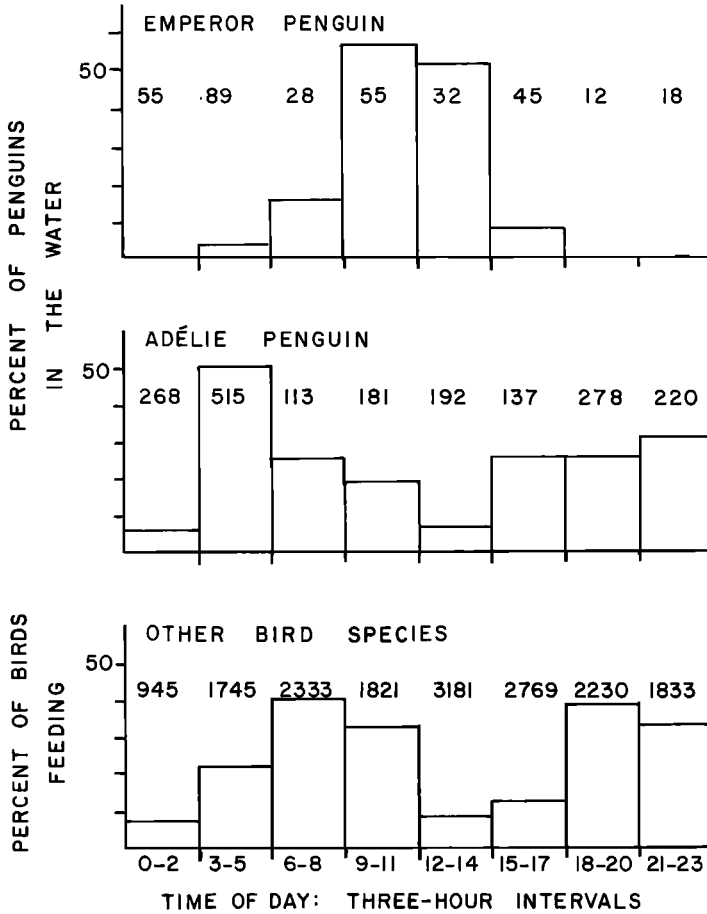 EMPEROR PENGUIN
50
55 .89 28 55 32 45 12 18
PERCENT OF PENGUINS
IN THE WATER
ADÉLIE PENGUIN
50
268 515 113 181 192 137 278 220
OTHER BIRD SPECIES
50
945 1745 2333 1821 3181 2769 2230 1833
PERCENT OF BIRDS
FEEDING
0-2 3-5 6-8 9-11 12-14 15-17 18-20 21-23
TIME OF DAY: THREE-HOUR INTERVALS